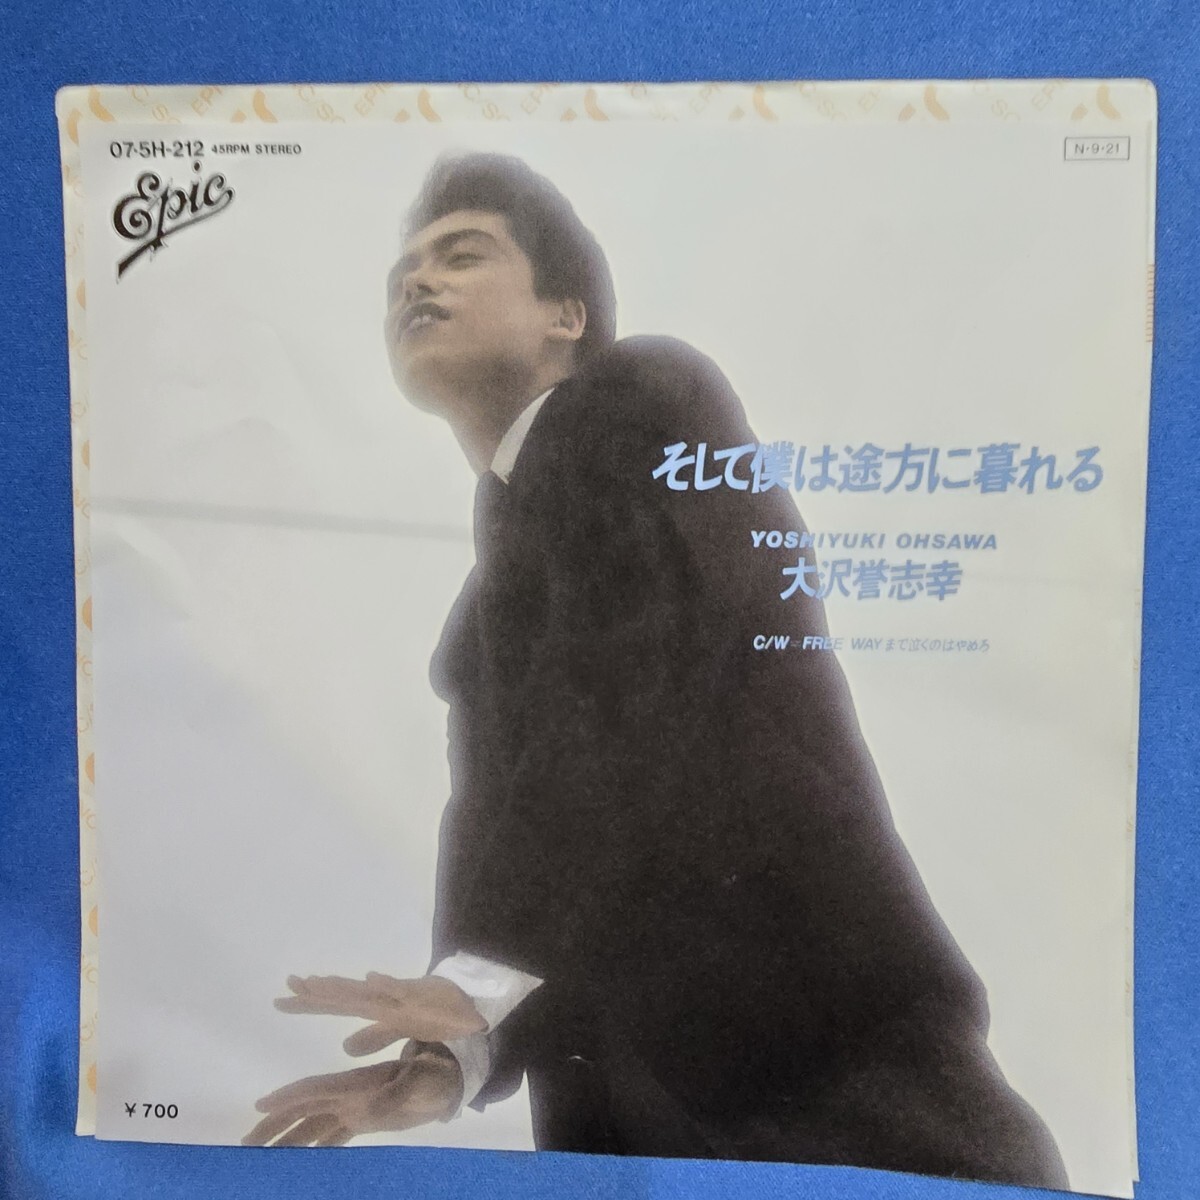 07・5H-212 45RPM STEREO
N-9-21
Epic
そして僕は途方に暮れる
YOSHIYUKI OHSAWA
大沢誉志幸
C/W=FREE WAYまで泣くのはやめろ
¥700